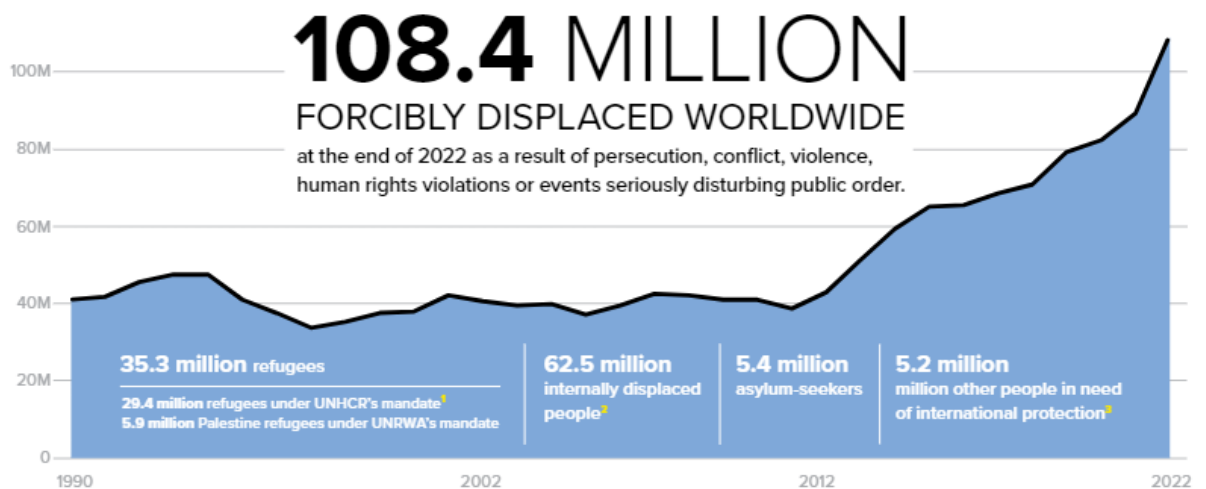 108.4 MILLION
FORCIBLY DISPLACED WORLDWIDE
at the end of 2022 as a result of persecution, conflict, violence,
human rights violations or events seriously disturbing public order.
100M
80M
60M
40M
20M
0
35.3 million refugees
29.4 million refugees under UNHCR's mandate¹
5.9 million Palestine refugees under UNRWA's mandate
62.5 million
internally displaced
people²
5.4 million
asylum-seekers
5.2 million
million other people in need
of international protection³
1990
2002
2012
2022